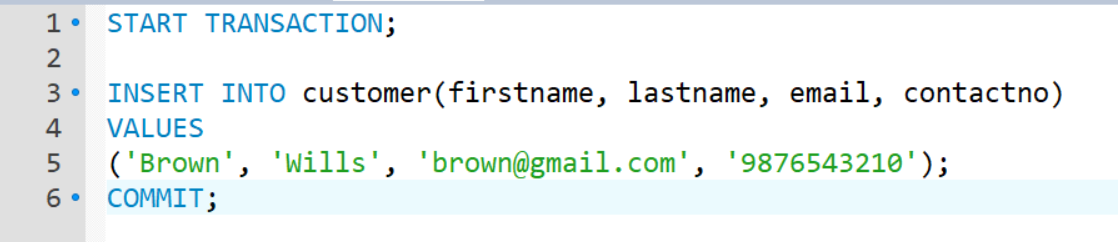 1 START TRANSACTION;
2
3 INSERT INTO customer(firstname, lastname, email, contactno)
4 VALUES
5 ('Brown', 'Wills', 'brown@gmail.com', '9876543210');
6 COMMIT;